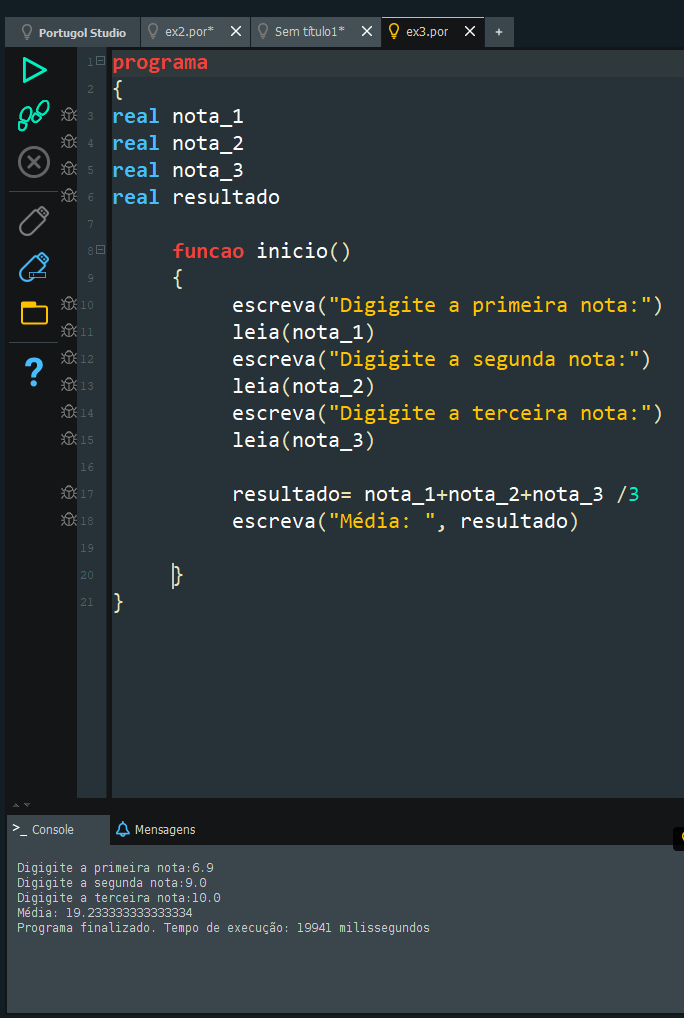 Portugol Studio ex2.por* Sem título1* ex3.por +
1 programa
2 {
3 real nota_1
4 real nota_2
5 real nota_3
6 real resultado
7
8 funcao inicio()
9 {
10 escreva("Digigite a primeira nota:")
11 leia(nota_1)
12 escreva("Digigite a segunda nota:")
13 leia(nota_2)
14 escreva("Digigite a terceira nota:")
15 leia(nota_3)
16
17 resultado= nota_1+nota_2+nota_3 /3
18 escreva("Média: ", resultado)
19
20 }
21 }
>_ Console Mensagens
Digigite a primeira nota:6.9
Digigite a segunda nota:9.0
Digigite a terceira nota:10.0
Média: 19.233333333333334
Programa finalizado. Tempo de execução: 19941 milissegundos